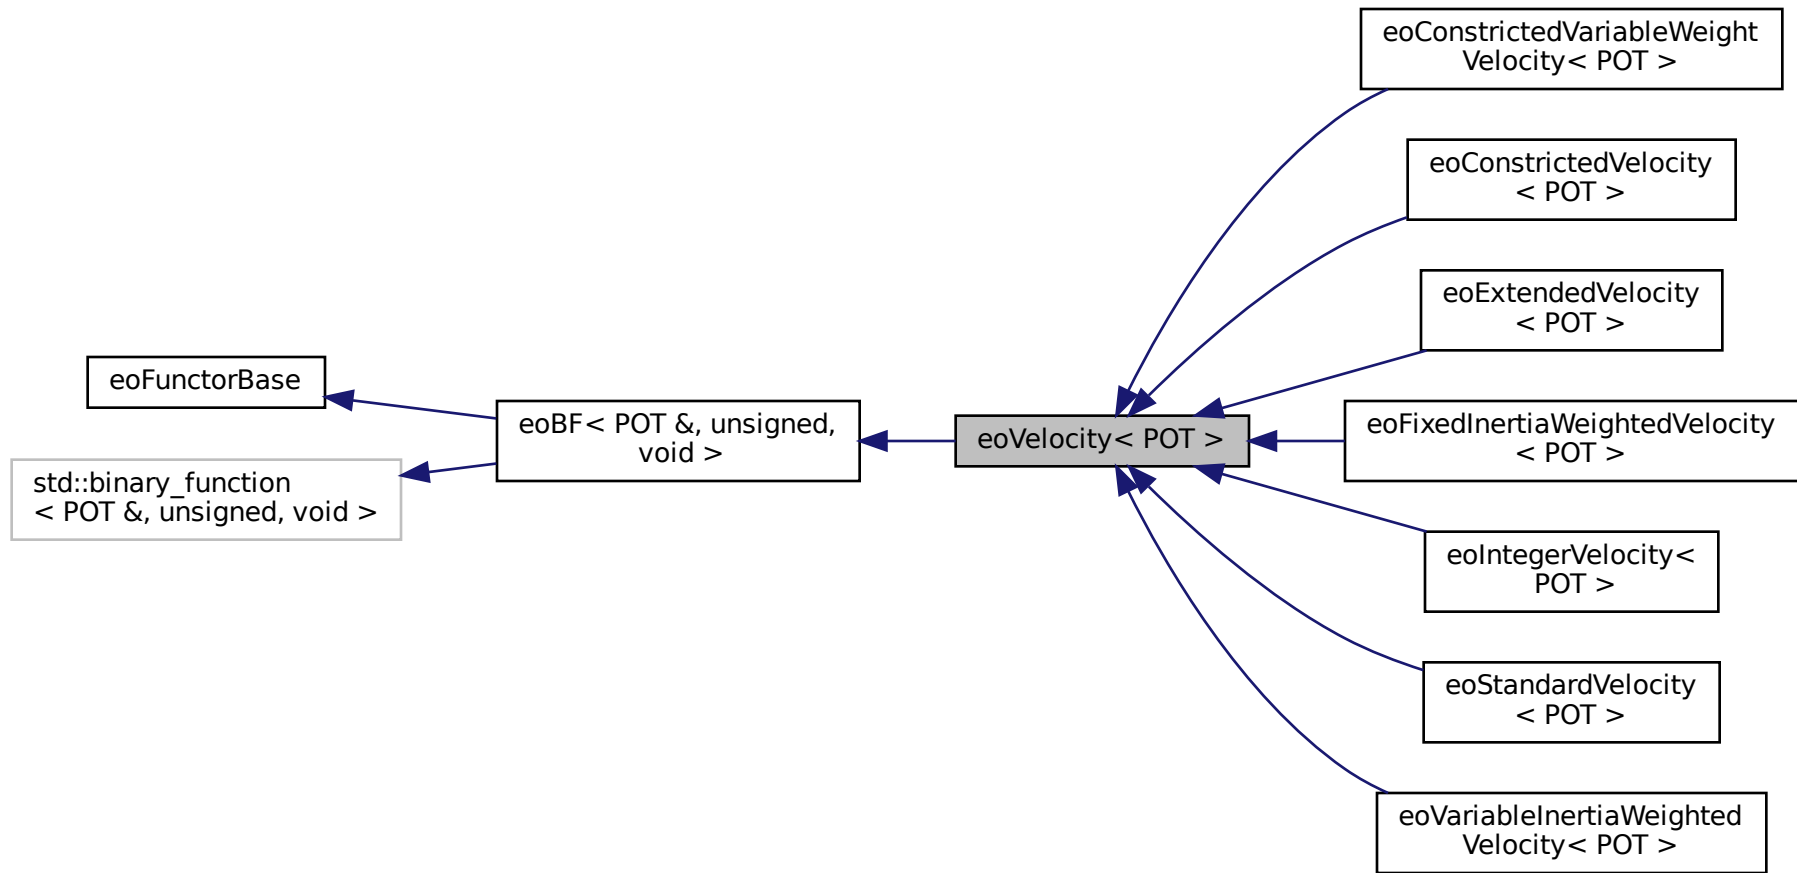 eoFunctorBase
std::binary_function
< POT &, unsigned, void >
eoBF< POT &, unsigned,
void >
eoVelocity< POT >
eoConstrictedVariableWeight
Velocity< POT >
eoConstrictedVelocity
< POT >
eoExtendedVelocity
< POT >
eoFixedInertiaWeightedVelocity
< POT >
eoIntegerVelocity<
POT >
eoStandardVelocity
< POT >
eoVariableInertiaWeighted
Velocity< POT >